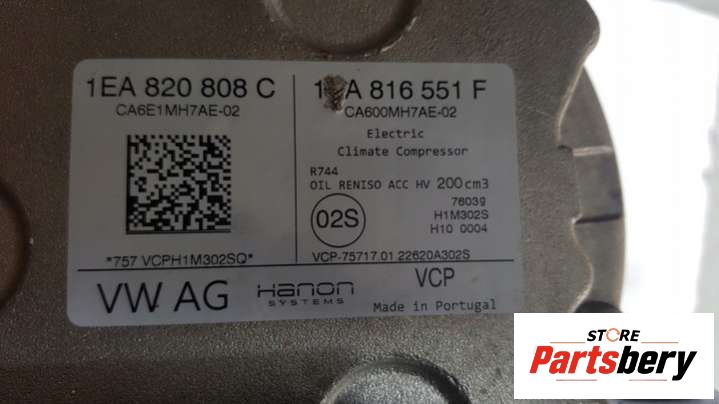 1EA 820 808 C
CA6E1MH7AE-02
*757 VCPH1M302SQ*
A 816 551 F
CA600MH7AE-02
Electric
Climate Compressor
R744
OIL RENISO ACC HV 200cm3
02S
76039
H1M302S
H10 0004
VCP-75717.01 22620A302S
VW AG
Hanon
SYSTEMS
VCP
Made in Portugal
STORE
Partsbery